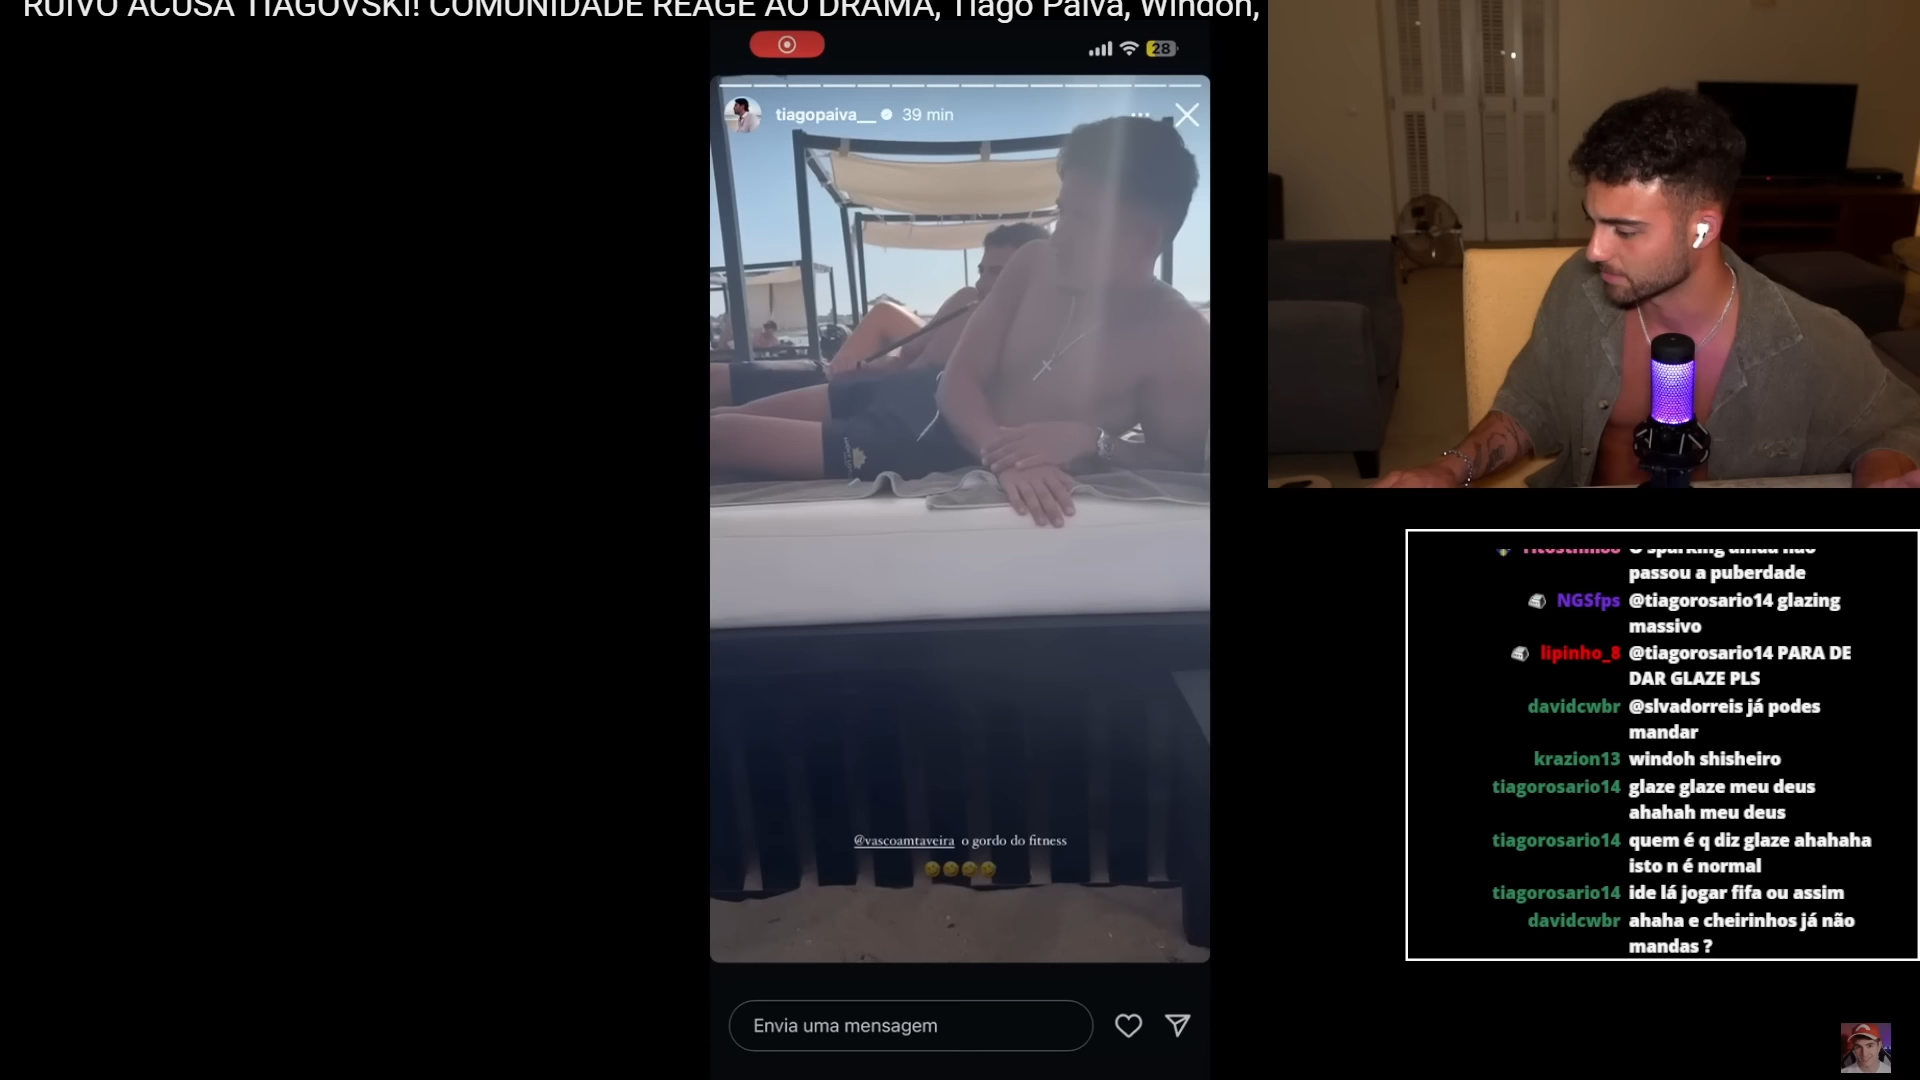 RUIVO ACUSA TIAGOVSKI! COMUNIDADE REAGE AO DRAMA, Tiago Paiva, Windoh,
28
tiagopaiva__ 39 min
@vascoamtaveira o gordo do fitness
Envia uma mensagem
passou a puberdade
NGSfps @tiagorosario14 glazing
massivo
lipinho_8 @tiagorosario14 PARA DE
DAR GLAZE PLS
davidcwbr @slvadorreis já podes
mandar
krazion13 windoh shisheiro
tiagorosario14 glaze glaze meu deus
ahahah meu deus
tiagorosario14 quem é q diz glaze ahahaha
isto n é normal
tiagorosario14 ide lá jogar fifa ou assim
davidcwbr ahaha e cheirinhos já não
mandas ?